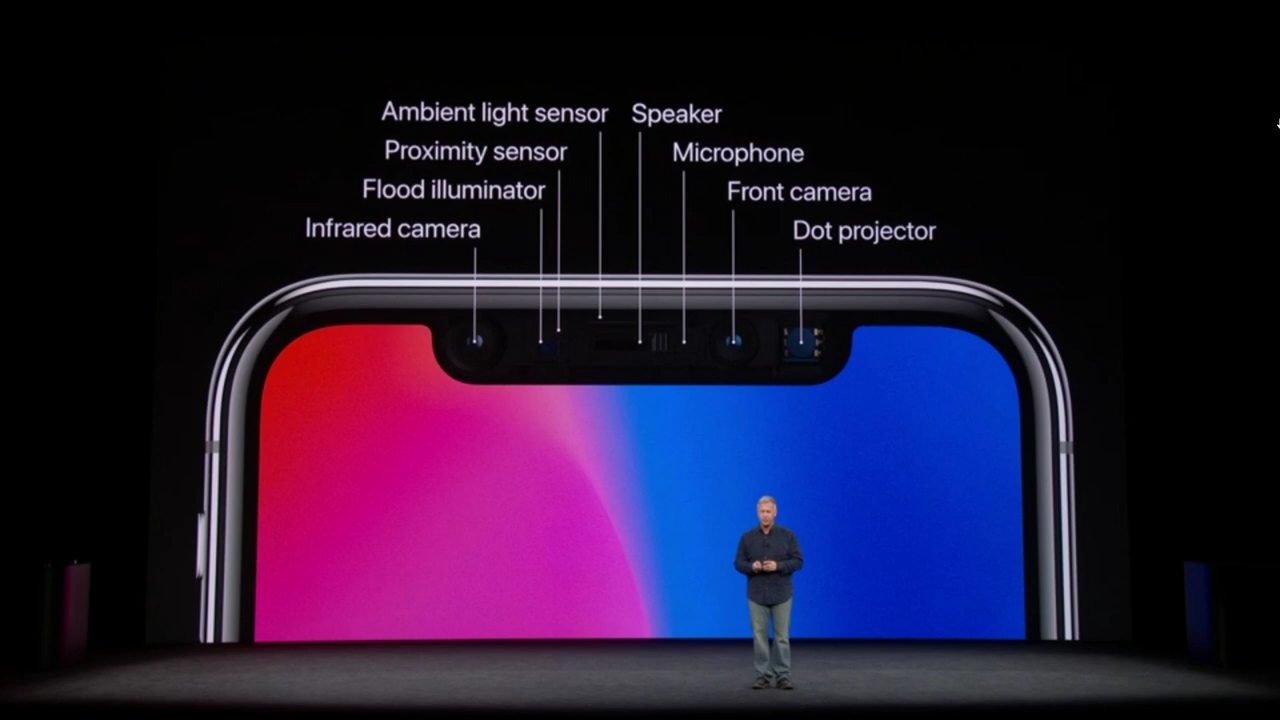 Ambient light sensor
Speaker
Proximity sensor
Microphone
Flood illuminator
Front camera
Infrared camera
Dot projector